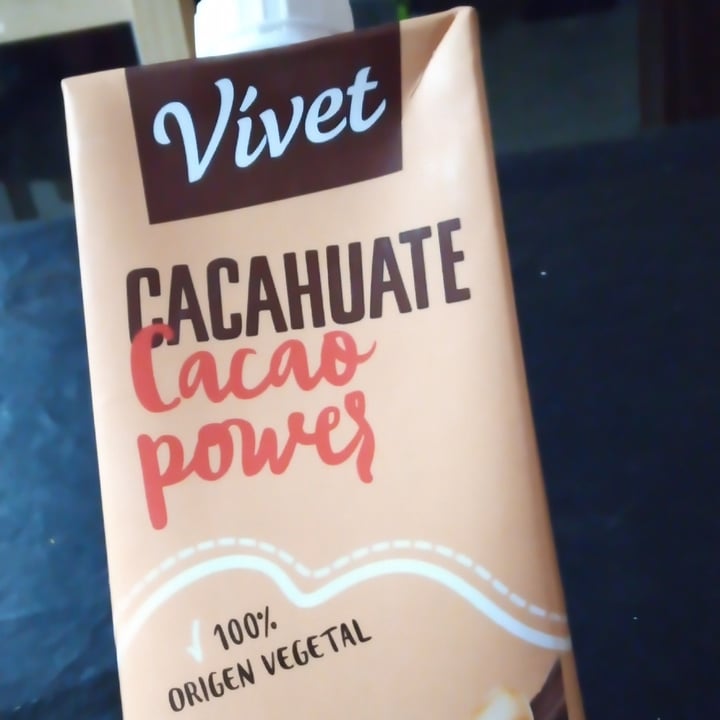 Vívet
CACAHUATE
Cacao
power
100%
ORIGEN VEGETAL